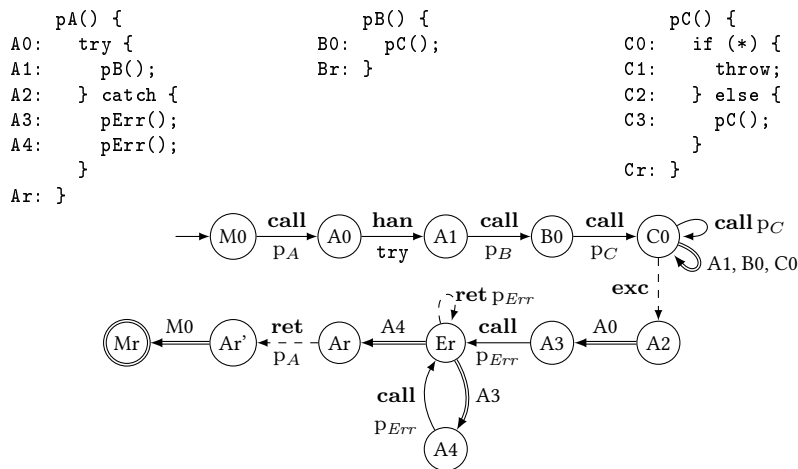 pA() {
A0: try {
A1: pB();
A2: } catch {
A3: pErr();
A4: pErr();
}
Ar: }
pB() {
B0: pC();
Br: }
pC() {
C0: if (*) {
C1: throw;
C2: } else {
C3: pC();
}
Cr: }
M0 call pA A0 han try A1 call pB B0 call pC C0 call pC
A1, B0, C0
exc
Mr M0 Ar' ret pA Ar A4 Er ret pErr call pErr A3 A0 A2
call pErr A3
A4